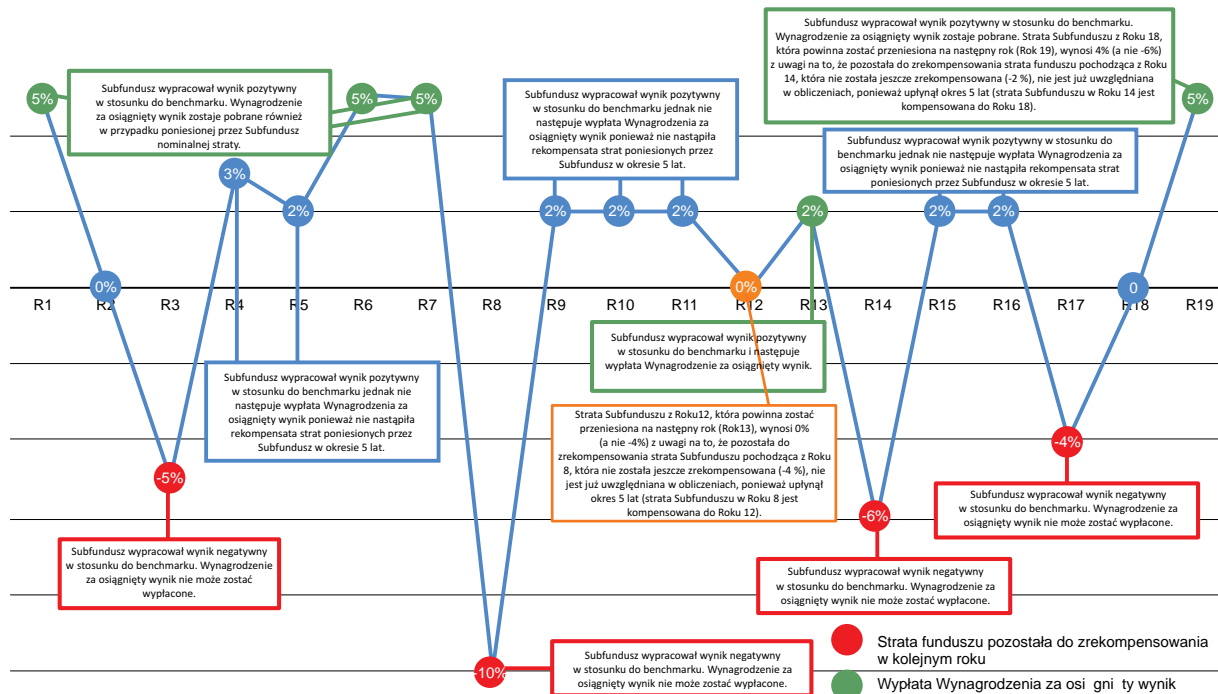 Subfundusz wypracował wynik pozytywny w stosunku do benchmarku.
Wynagrodzenie za osiągnięty wynik zostaje pobrane. Strata Subfunduszu z Roku 18,
która powinna zostać przeniesiona na następny rok (Rok 19), wynosi 4% (a nie -6%)
z uwagi na to, że pozostała do zrekompensowania strata funduszu pochodząca z Roku
14, która nie została jeszcze zrekompensowana (-2 %), nie jest już uwzględniana
w obliczeniach, ponieważ upłynął okres 5 lat (strata Subfunduszu w Roku 14 jest
kompensowana do Roku 18).
Subfundusz wypracował wynik pozytywny
w stosunku do benchmarku. Wynagrodzenie
za osiągnięty wynik zostaje pobrane również
w przypadku poniesionej przez Subfundusz
nominalnej straty.
Subfundusz wypracował wynik pozytywny
w stosunku do benchmarku jednak nie
następuje wypłata Wynagrodzenia za
osiągnięty wynik ponieważ nie nastąpiła
rekompensata strat poniesionych przez
Subfundusz w okresie 5 lat.
Subfundusz wypracował wynik pozytywny w stosunku do
benchmarku jednak nie następuje wypłata Wynagrodzenia za
osiągnięty wynik ponieważ nie nastąpiła rekompensata strat
poniesionych przez Subfundusz w okresie 5 lat.
5% 5% 5% 5%
3%
2% 2% 2% 2% 2% 2% 2%
0% 0% 0
R1 R2 R3 R4 R5 R6 R7 R8 R9 R10 R11 R12 R13 R14 R15 R16 R17 R18 R19
Subfundusz wypracował wynik pozytywny
w stosunku do benchmarku i następuje
wypłata Wynagrodzenie za osiągnięty wynik.
Subfundusz wypracował wynik pozytywny
w stosunku do benchmarku jednak nie
następuje wypłata Wynagrodzenia za
osiągnięty wynik ponieważ nie nastąpiła
rekompensata strat poniesionych przez
Subfundusz w okresie 5 lat.
Strata Subfunduszu z Roku12, która powinna zostać
przeniesiona na następny rok (Rok13), wynosi 0%
(a nie -4%) z uwagi na to, że pozostała do
zrekompensowania strata Subfunduszu pochodząca z Roku
8, która nie została jeszcze zrekompensowana (-4 %), nie
jest już uwzględniana w obliczeniach, ponieważ upłynął
okres 5 lat (strata Subfunduszu w Roku 8 jest
kompensowana do Roku 12).
-4%
-5%
Subfundusz wypracował wynik negatywny
w stosunku do benchmarku. Wynagrodzenie za
osiągnięty wynik nie może zostać wypłacone.
-6%
Subfundusz wypracował wynik negatywny
w stosunku do benchmarku. Wynagrodzenie
za osiągnięty wynik nie może zostać
wypłacone.
Subfundusz wypracował wynik negatywny
w stosunku do benchmarku. Wynagrodzenie za
osiągnięty wynik nie może zostać wypłacone.
-10%
Subfundusz wypracował wynik negatywny
w stosunku do benchmarku. Wynagrodzenie za
osiągnięty wynik nie może zostać wypłacone.
Strata funduszu pozostała do zrekompensowania
w kolejnym roku
Wypłata Wynagrodzenia za osi gni ty wynik